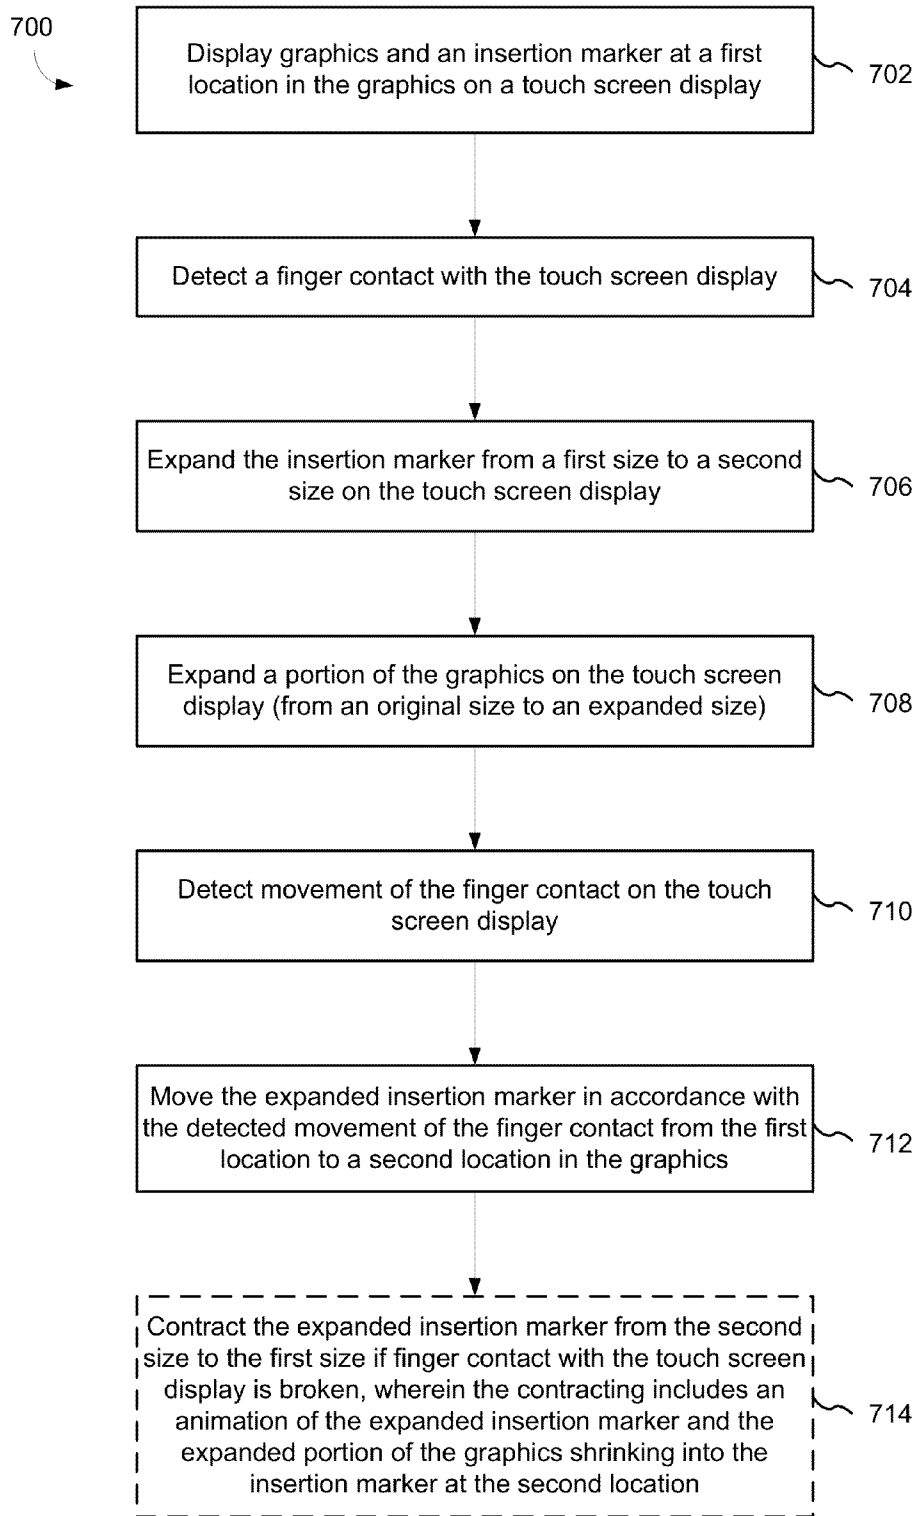 700
Display graphics and an insertion marker at a first
location in the graphics on a touch screen display
702
Detect a finger contact with the touch screen display
704
Expand the insertion marker from a first size to a second
size on the touch screen display
706
Expand a portion of the graphics on the touch screen
display (from an original size to an expanded size)
708
Detect movement of the finger contact on the touch
screen display
710
Move the expanded insertion marker in accordance with
the detected movement of the finger contact from the first
location to a second location in the graphics
712
Contract the expanded insertion marker from the second
size to the first size if finger contact with the touch screen
display is broken, wherein the contracting includes an
animation of the expanded insertion marker and the
expanded portion of the graphics shrinking into the
insertion marker at the second location
714